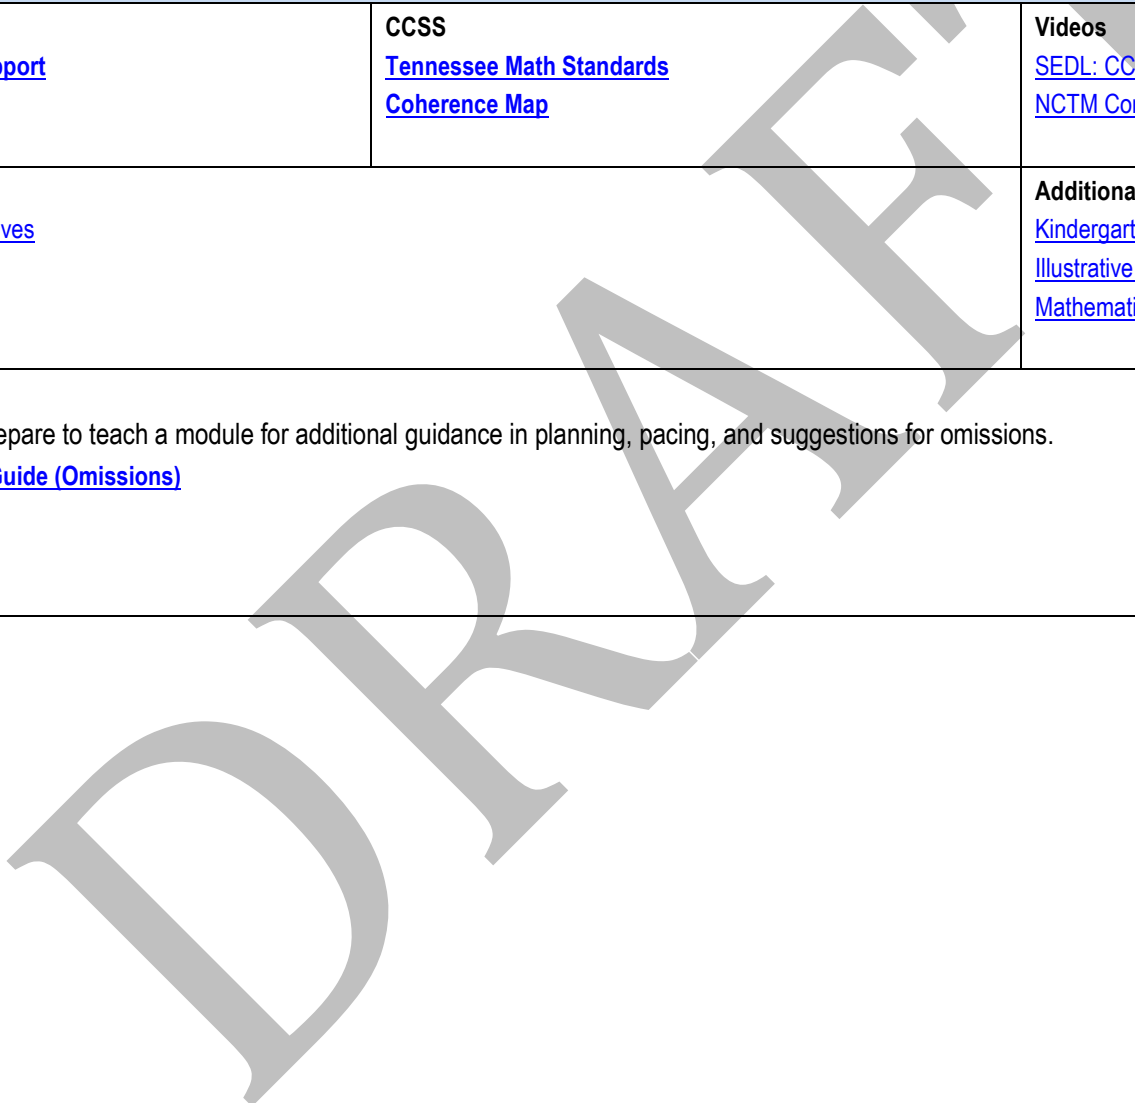 CCSS
pport
Tennessee Math Standards
Coherence Map
Videos
SEDL: CC
NCTM Co
ves
Additiona
Kindergart
Illustrative
Mathemati
epare to teach a module for additional guidance in planning, pacing, and suggestions for omissions.
Guide (Omissions)
DRAFT